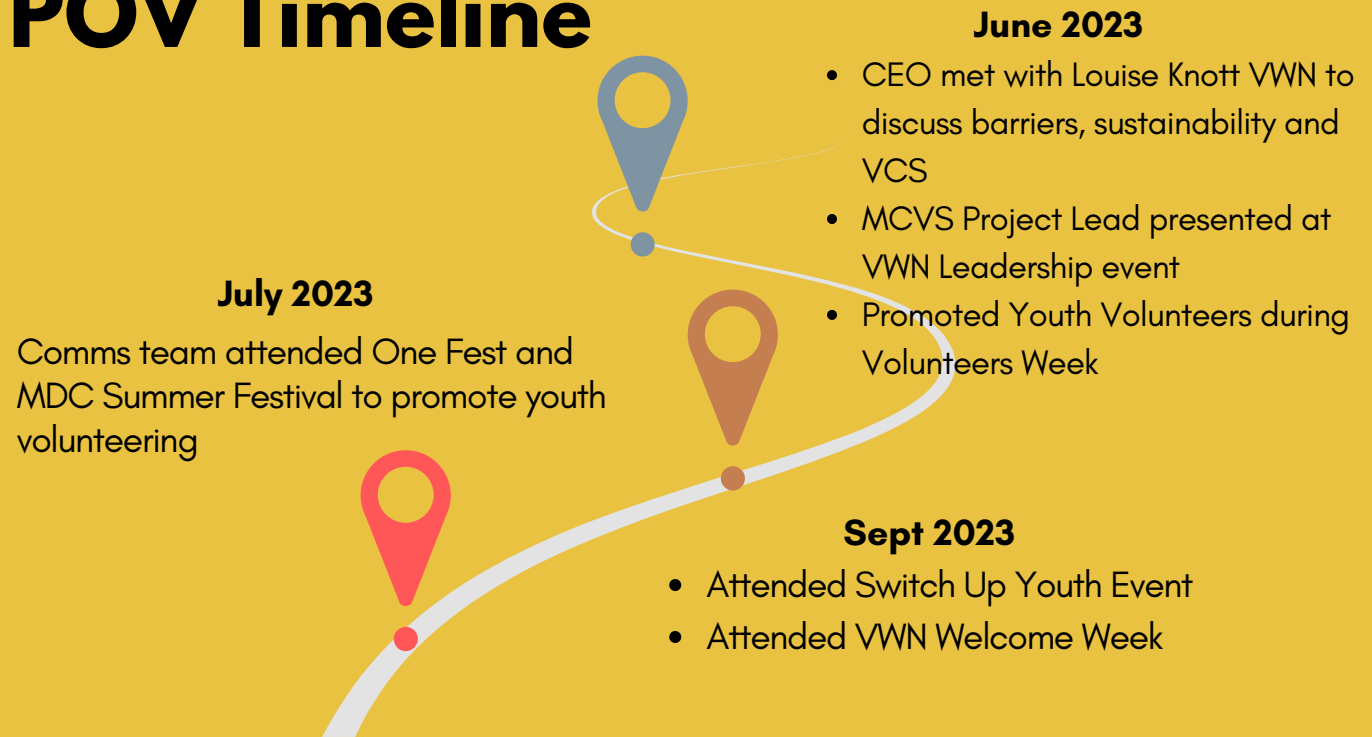 POV Timeline
June 2023
• CEO met with Louise Knott VWN to
discuss barriers, sustainability and
VCS
• MCVS Project Lead presented at
VWN Leadership event
• Promoted Youth Volunteers during
Volunteers Week
July 2023
Comms team attended One Fest and
MDC Summer Festival to promote youth
volunteering
Sept 2023
• Attended Switch Up Youth Event
• Attended VWN Welcome Week